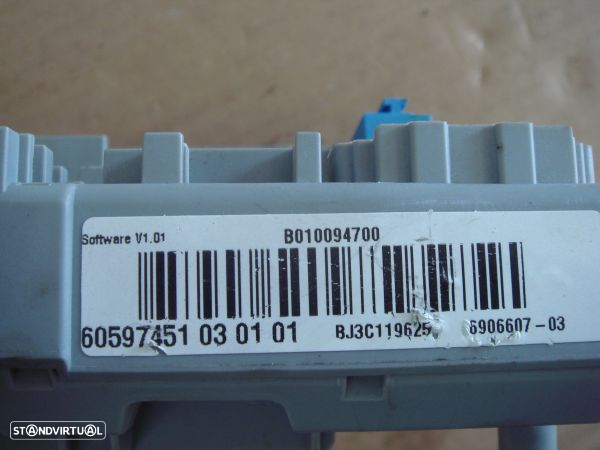 Software V1.01
B010094700
60597451 03 01 01
BJ3C119625
6906607-03
STANDVIRTUAL